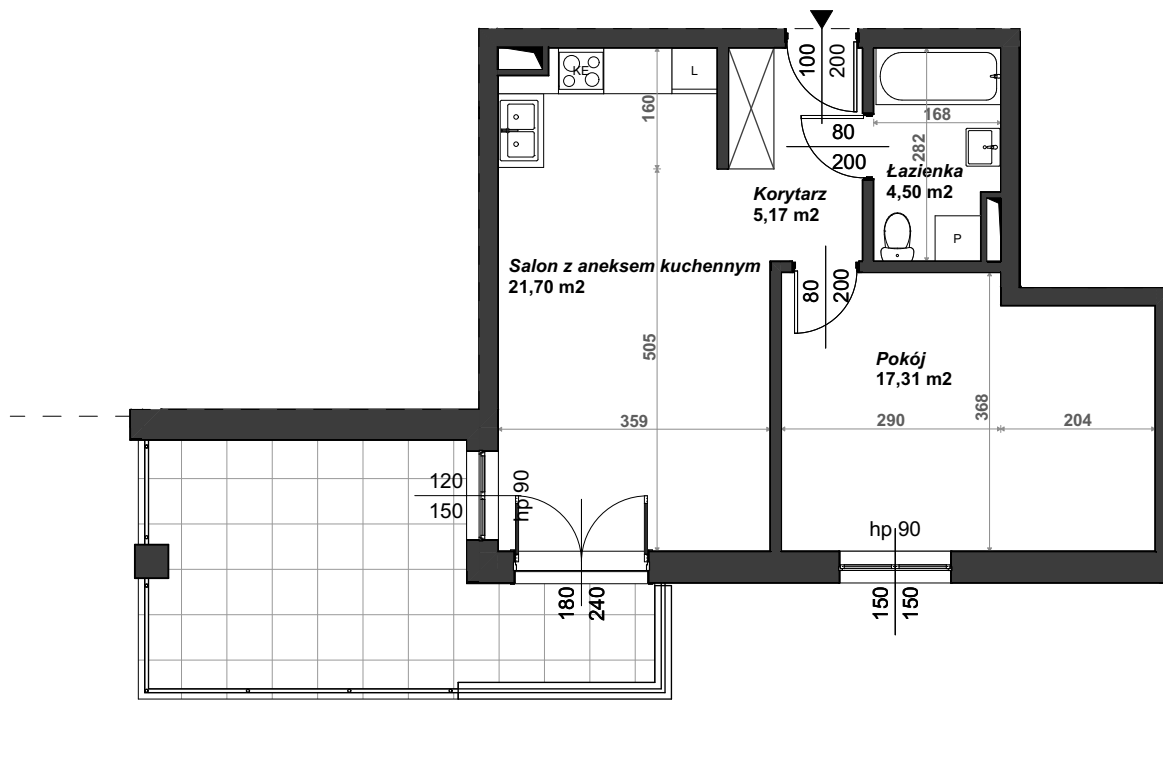 100
200
KE
L
160
168
80
200
282
Łazienka
4,50 m2
Korytarz
5,17 m2
P
Salon z aneksem kuchennym
21,70 m2
80
200
505
Pokój
17,31 m2
368
359
290
204
120
150
hp 90
hp 90
180
240
150
150